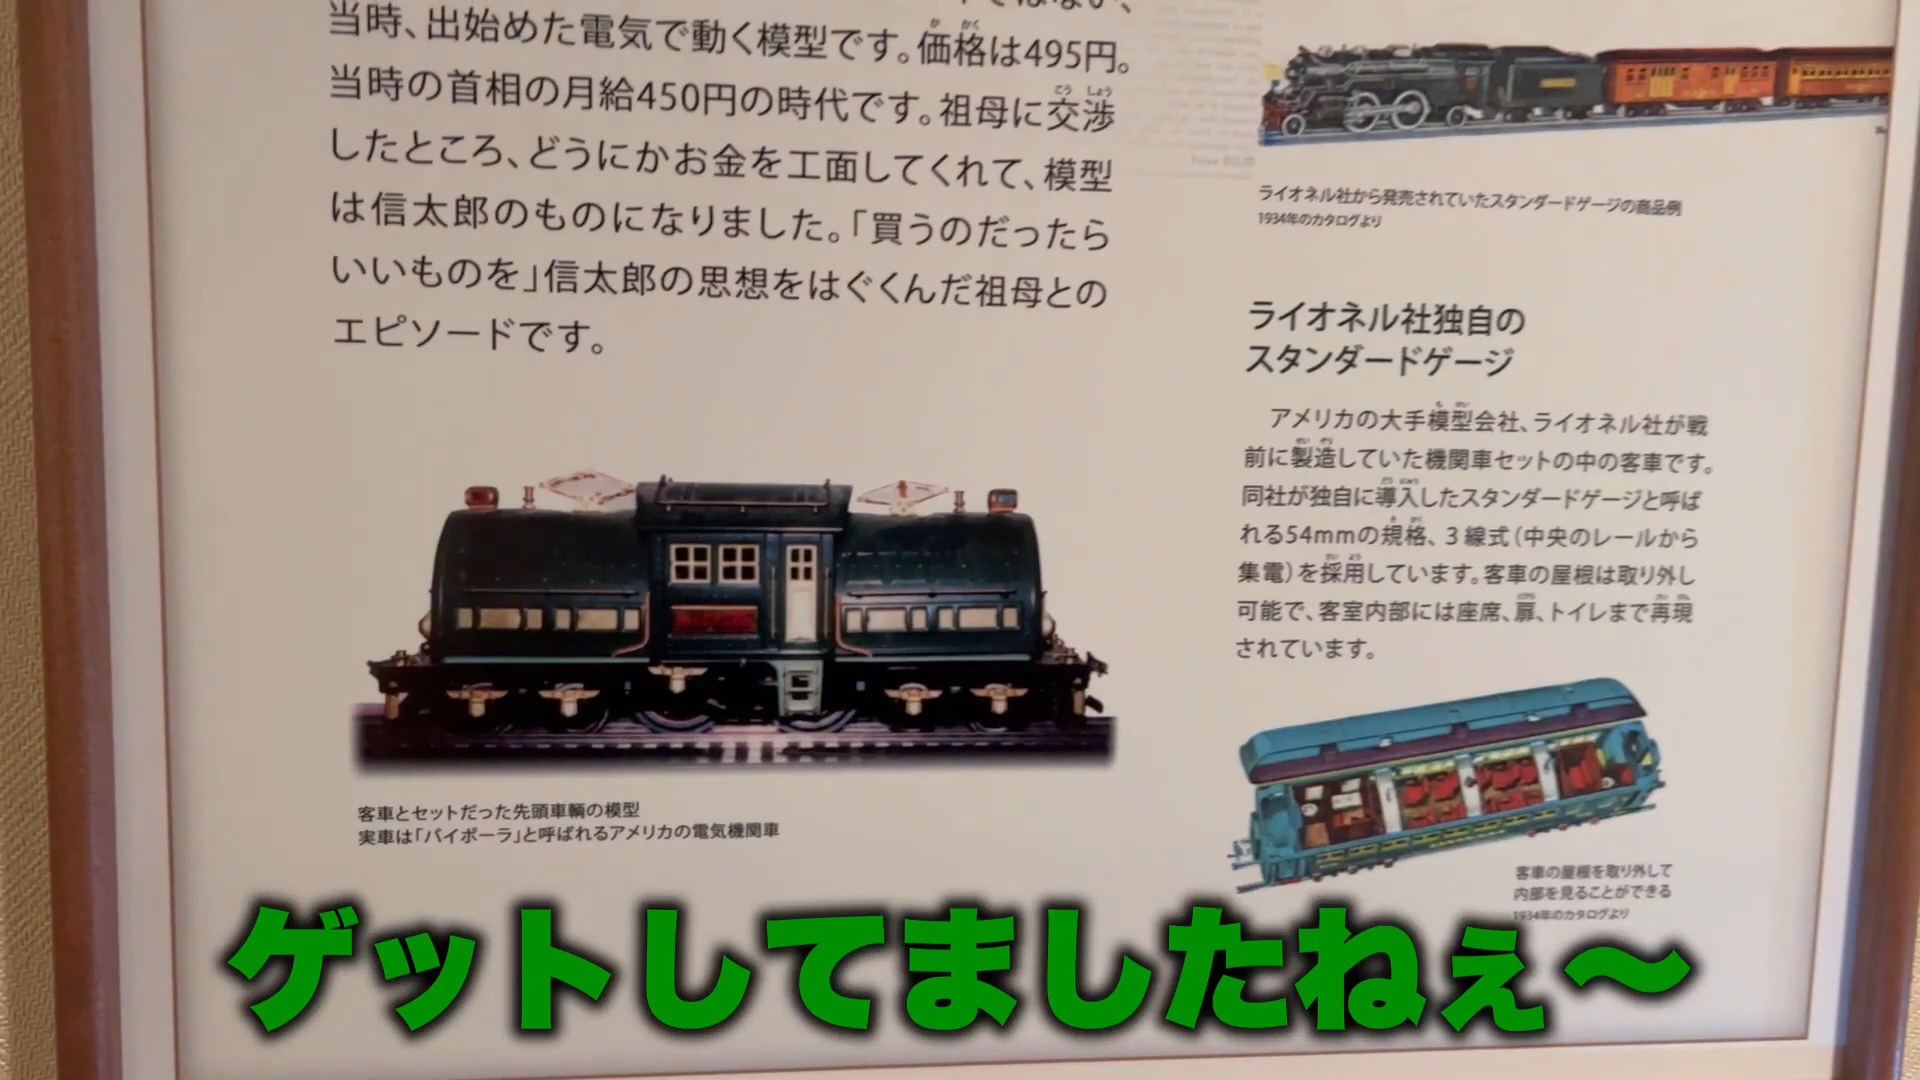 当時、出始めた電気で動く模型です。価格は495円。
当時の首相の月給450円の時代です。祖母に交渉
したところ、どうにかお金を工面してくれて、模型
は信太郎のものになりました。「買うのだったら
いいものを」信太郎の思想をはぐくんだ祖母との
エピソードです。
客車とセットだった先頭車輌の模型
実車は「バイポーラ」と呼ばれるアメリカの電気機関車
ライオネル社から発売されていたスタンダードゲージの商品例
1934年のカタログより
ライオネル社独自の
スタンダードゲージ
アメリカの大手模型会社、ライオネル社が戦
前に製造していた機関車セットの中の客車です。
同社が独自に導入したスタンダードゲージと呼ば
れる54mmの規格、3線式(中央のレールから
集電)を採用しています。客車の屋根は取り外し
可能で、客室内部には座席、扉、トイレまで再現
されています。
客車の屋根を取り外して
内部を見ることができる
1934年のカタログより
ゲットしてましたねぇ～